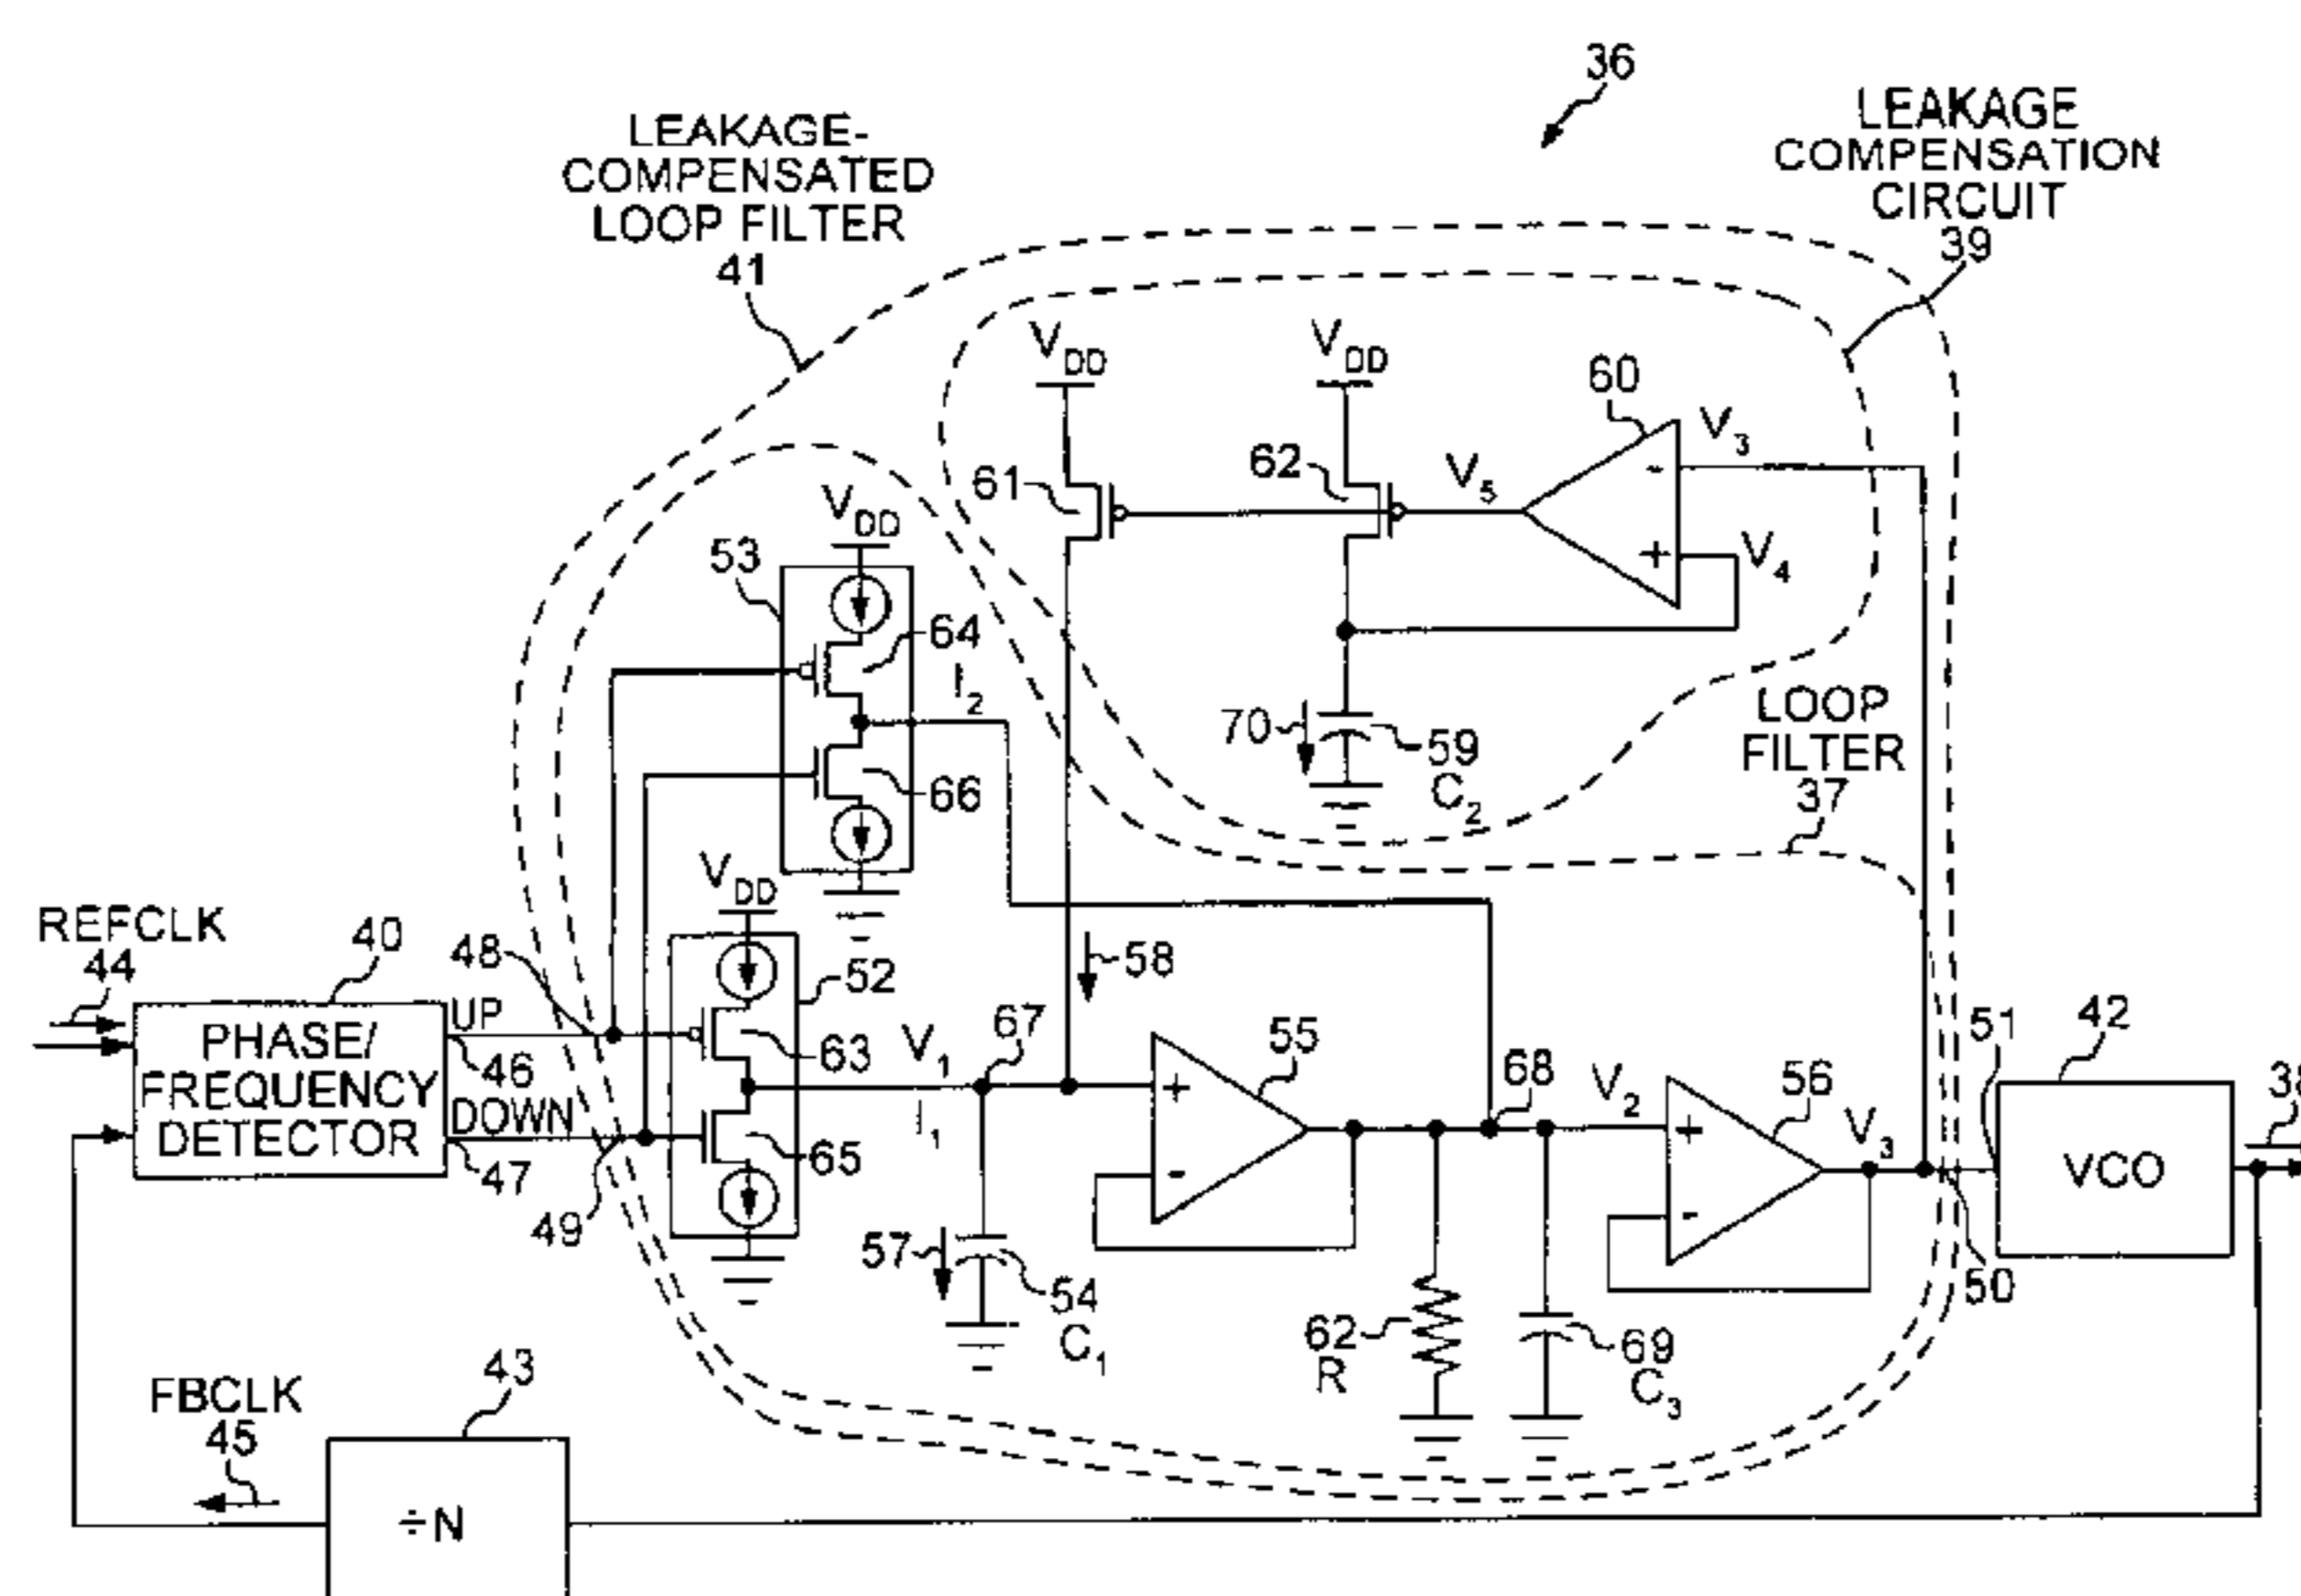 36
LEAKAGE-
COMPENSATED
LOOP FILTER
41
LEAKAGE
COMPENSATION
CIRCUIT
39
VDD
VDD
60
V3
61
62
V5
-
+
V4
VDD
53
64
I2
66
70
59
C2
LOOP
FILTER
37
VDD
REFCLK
44
40
48
52
58
UP
PHASE/
FREQUENCY
DETECTOR
46
DOWN
47
49
63
65
V1
I1
67
55
+
-
68
V2
56
+
-
V3
51
42
VCO
38
50
57
54
C1
62
R
69
C3
FBCLK
45
43
÷N